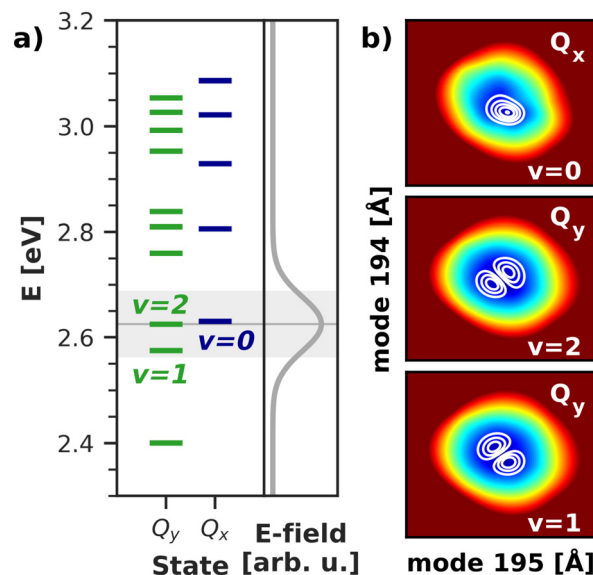 a)
E [eV]
3.2
3.0
2.8
2.6
2.4
v=2
v=0
v=1
Q_y Q_x
State
E-field
[arb. u.]
b)
mode 194 [Å]
Q_x
v=0
Q_y
v=2
Q_y
v=1
mode 195 [Å]